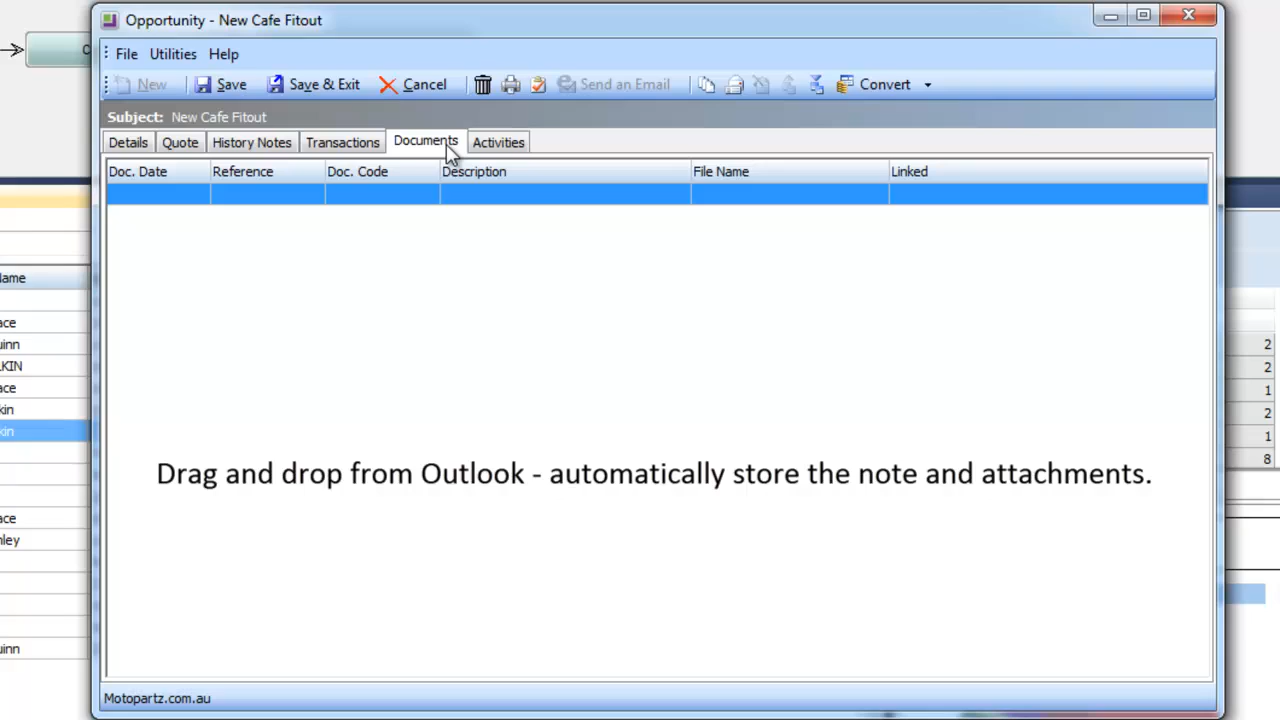 Opportunity - New Cafe Fitout
File Utilities Help
New Save Save & Exit Cancel Send an Email Convert
Subject: New Cafe Fitout
Details Quote History Notes Transactions Documents Activities
Doc. Date Reference Doc. Code Description File Name Linked
Drag and drop from Outlook - automatically store the note and attachments.
Motopartz.com.au
ame
ace
uinn
KIN
ace
kin
kin
ace
nley
uinn
2
2
1
2
1
8